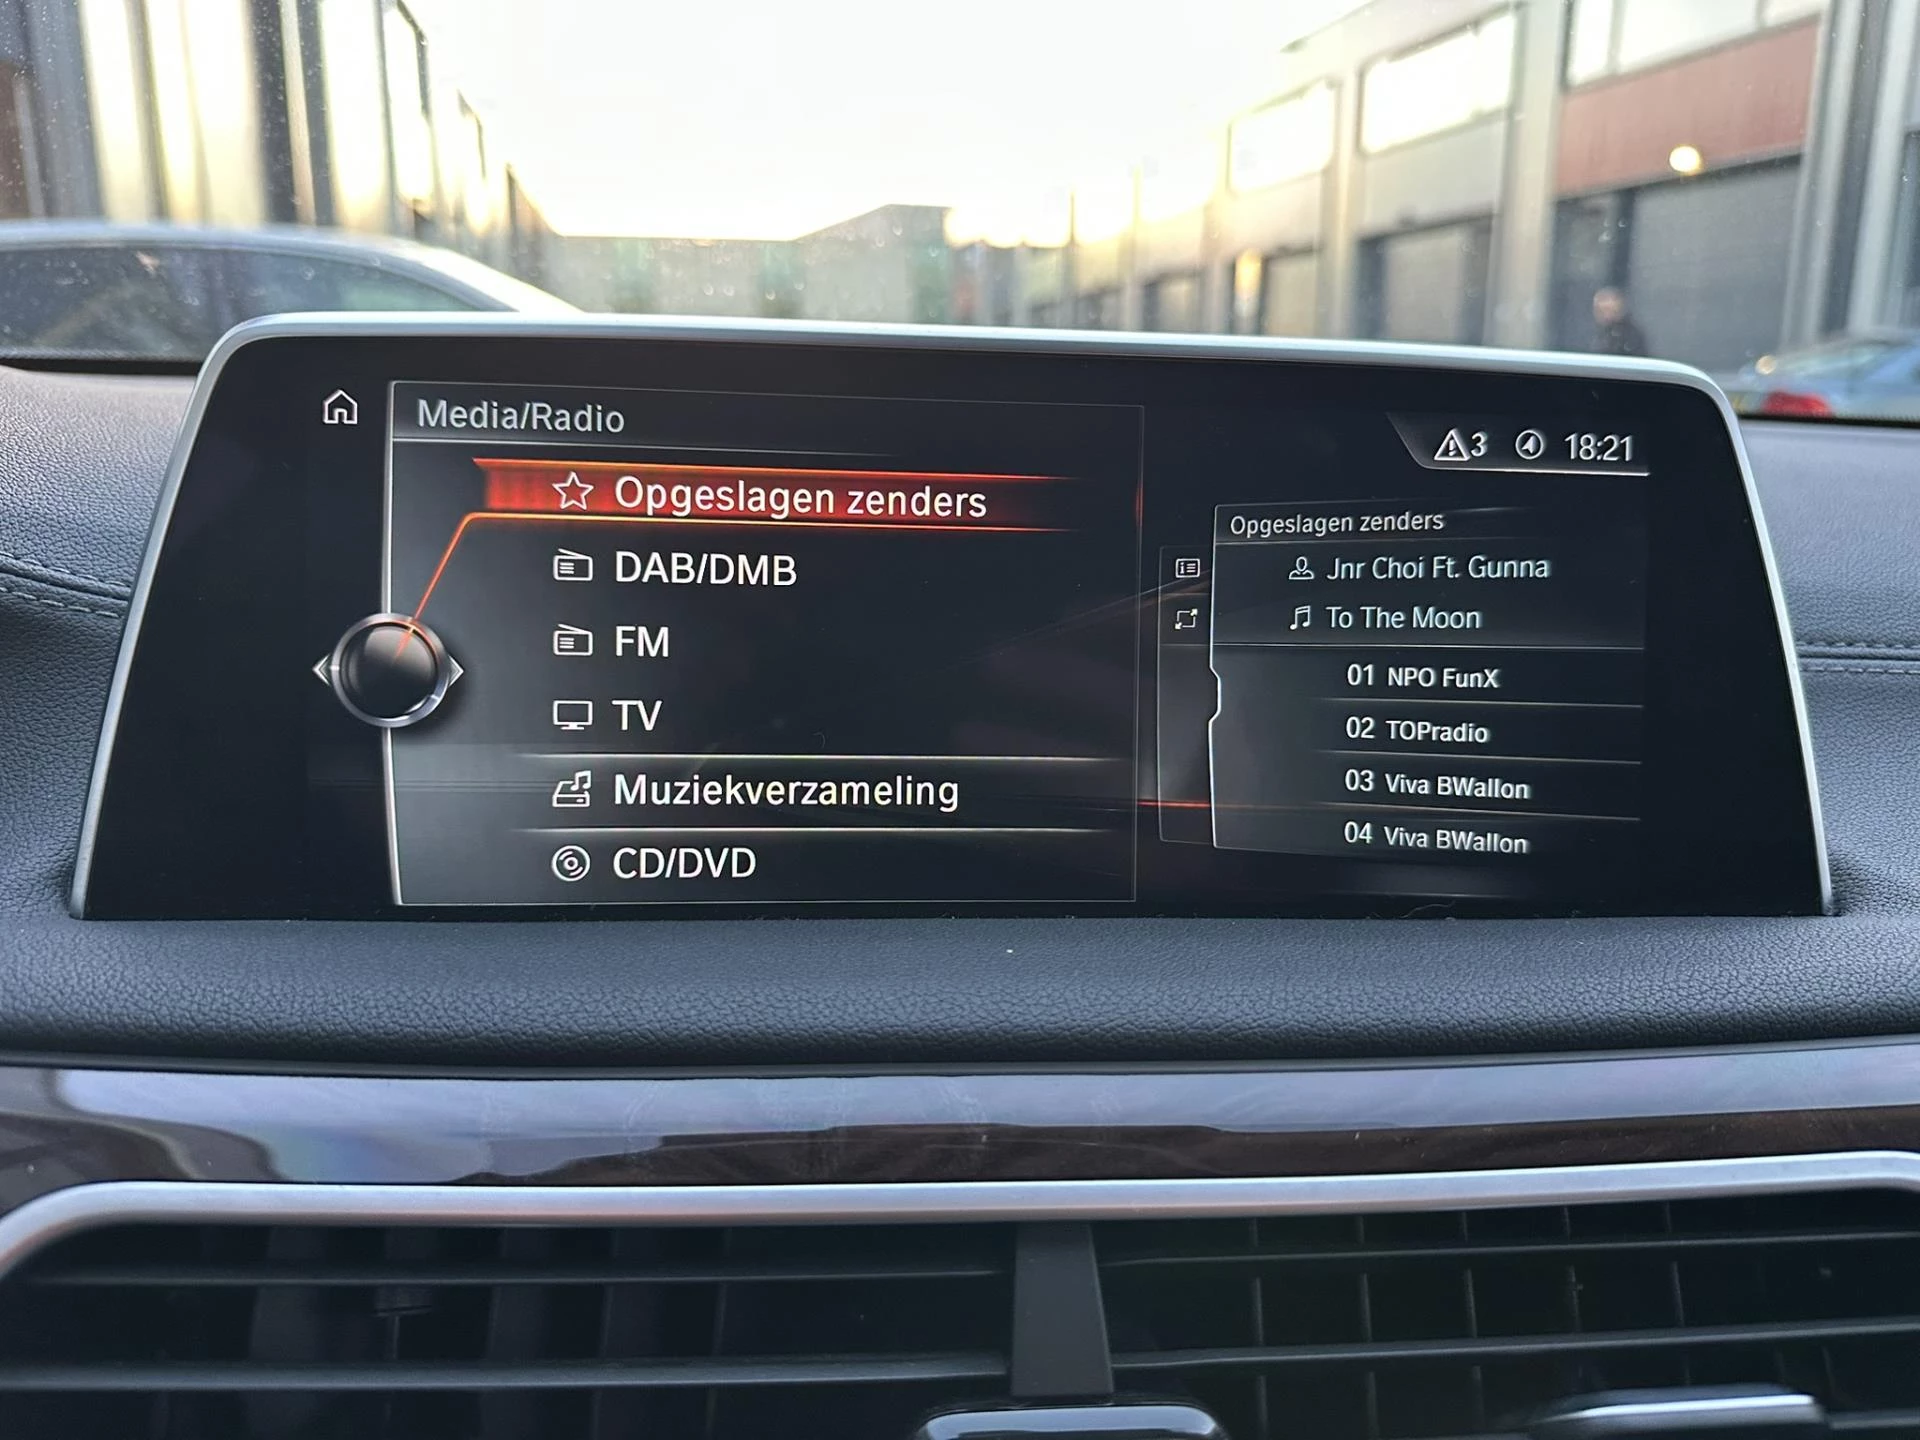 Media/Radio
Opgeslagen zenders
DAB/DMB
FM
TV
Muziekverzameling
CD/DVD
3 18:21
Opgeslagen zenders
Jnr Choi Ft. Gunna
To The Moon
01 NPO FunX
02 TOPradio
03 Viva BWallon
04 Viva BWallon